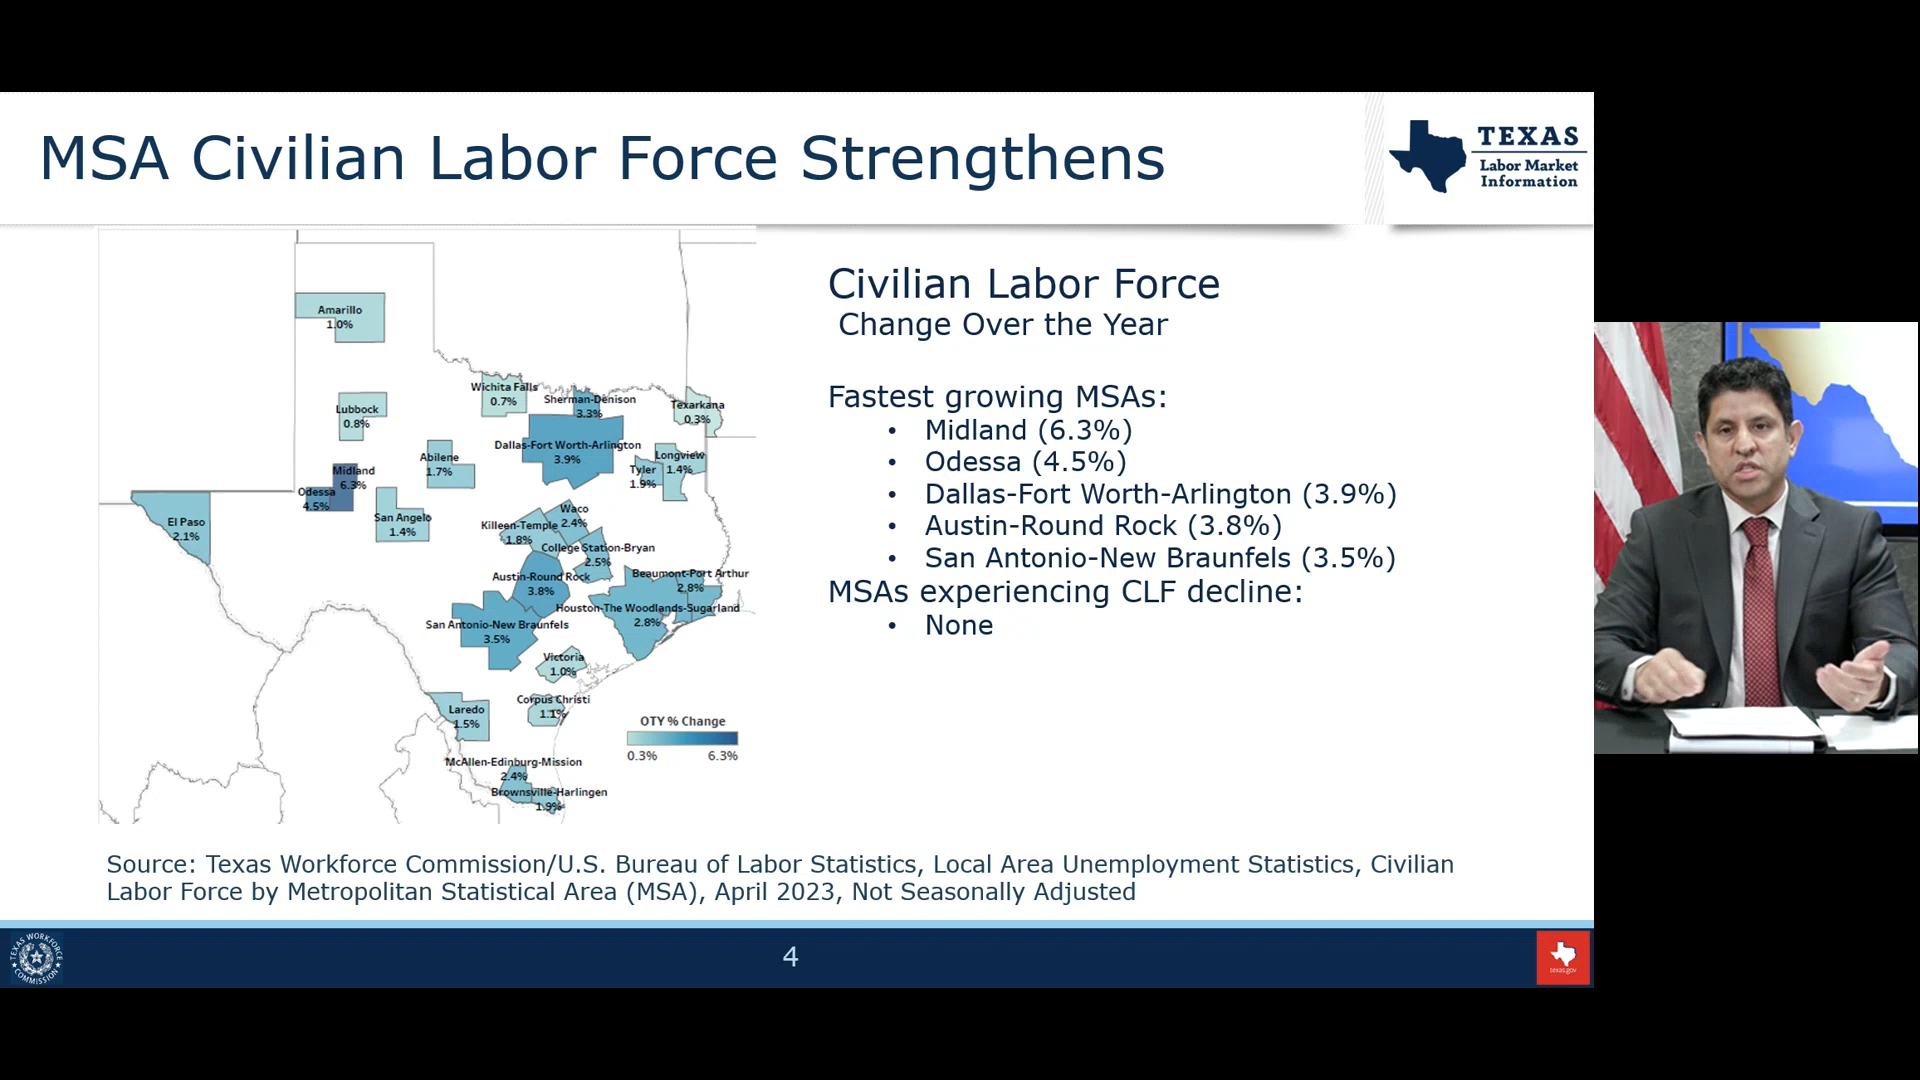 MSA Civilian Labor Force Strengthens
TEXAS
Labor Market
Information
Amarillo
1.0%
Lubbock
0.8%
Wichita Falls
0.7%
Sherman-Denison
3.3%
Texarkana
0.3%
Dallas-Fort Worth-Arlington
3.9%
Longview
1.4%
Tyler
1.9%
Abilene
1.7%
Midland
6.3%
Odessa
4.5%
San Angelo
1.4%
El Paso
2.1%
Waco
2.4%
Killeen-Temple
1.8%
College Station-Bryan
2.5%
Austin-Round Rock
3.8%
Beaumont-Port Arthur
2.8%
Houston-The Woodlands-Sugarland
2.8%
San Antonio-New Braunfels
3.5%
Victoria
1.0%
Corpus Christi
1.1%
Laredo
1.5%
McAllen-Edinburg-Mission
2.4%
Brownsville-Harlingen
1.9%
OTY % Change
0.3% 6.3%
Civilian Labor Force
Change Over the Year
Fastest growing MSAs:
• Midland (6.3%)
• Odessa (4.5%)
• Dallas-Fort Worth-Arlington (3.9%)
• Austin-Round Rock (3.8%)
• San Antonio-New Braunfels (3.5%)
MSAs experiencing CLF decline:
• None
Source: Texas Workforce Commission/U.S. Bureau of Labor Statistics, Local Area Unemployment Statistics, Civilian
Labor Force by Metropolitan Statistical Area (MSA), April 2023, Not Seasonally Adjusted
TEXAS WORKFORCE COMMISSION
4
texas.gov